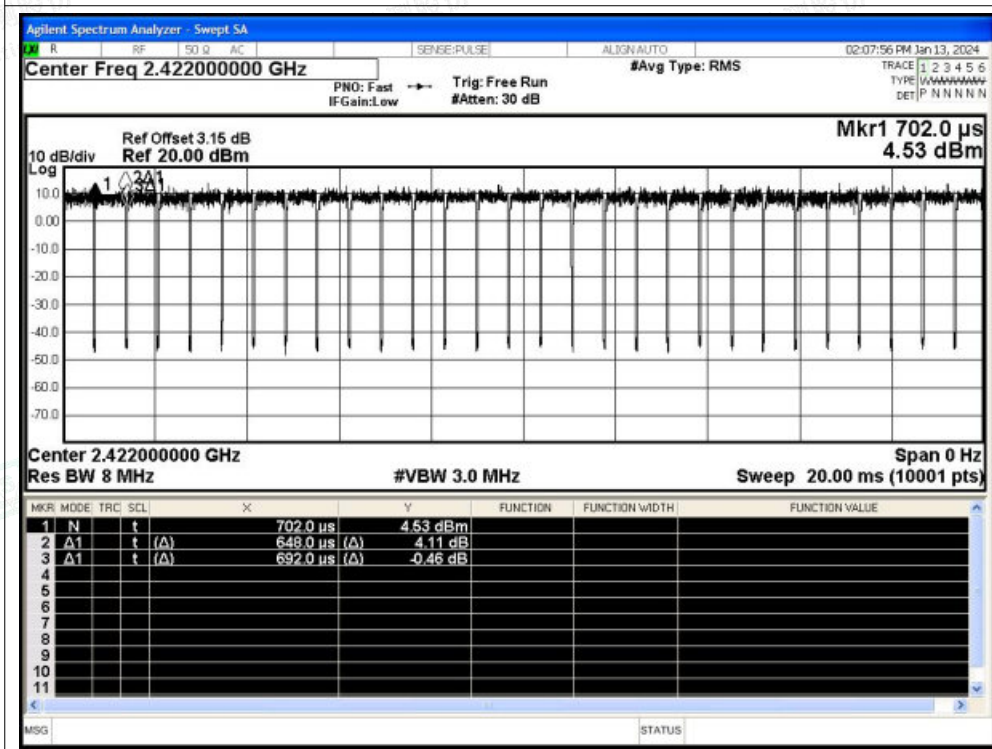 Agilent Spectrum Analyzer - Swept SA
R RF 50 Ω AC SENSE:PULSE ALIGN AUTO 02:07:56 PM Jan 13, 2024
Center Freq 2.422000000 GHz
PNO: Fast
IFGain:Low
Trig: Free Run
#Atten: 30 dB
#Avg Type: RMS
TRACE 1 2 3 4 5 6
TYPE
DET P N N N N N
Mkr1 702.0 µs
4.53 dBm
Ref Offset 3.15 dB
10 dB/div Ref 20.00 dBm
Log
1 2Δ1
3Δ1
10.0
0.00
-10.0
-20.0
-30.0
-40.0
-50.0
-60.0
-70.0
Center 2.422000000 GHz Span 0 Hz
Res BW 8 MHz #VBW 3.0 MHz Sweep 20.00 ms (10001 pts)
MKR MODE TRC SCL X Y FUNCTION FUNCTION WIDTH FUNCTION VALUE
1 N t 702.0 µs 4.53 dBm
2 Δ1 t (Δ) 648.0 µs (Δ) 4.11 dB
3 Δ1 t (Δ) 692.0 µs (Δ) -0.46 dB
4
5
6
7
8
9
10
11
MSG STATUS